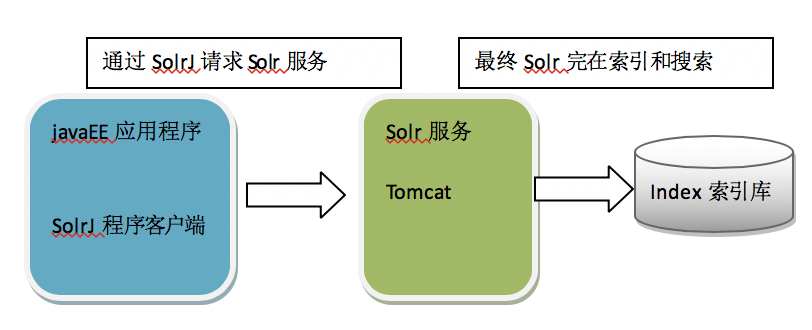 通过 SolrJ 请求 Solr 服务
最终 Solr 完在索引和搜索
javaEE 应用程序
SolrJ 程序客户端
Solr 服务
Tomcat
Index 索引库